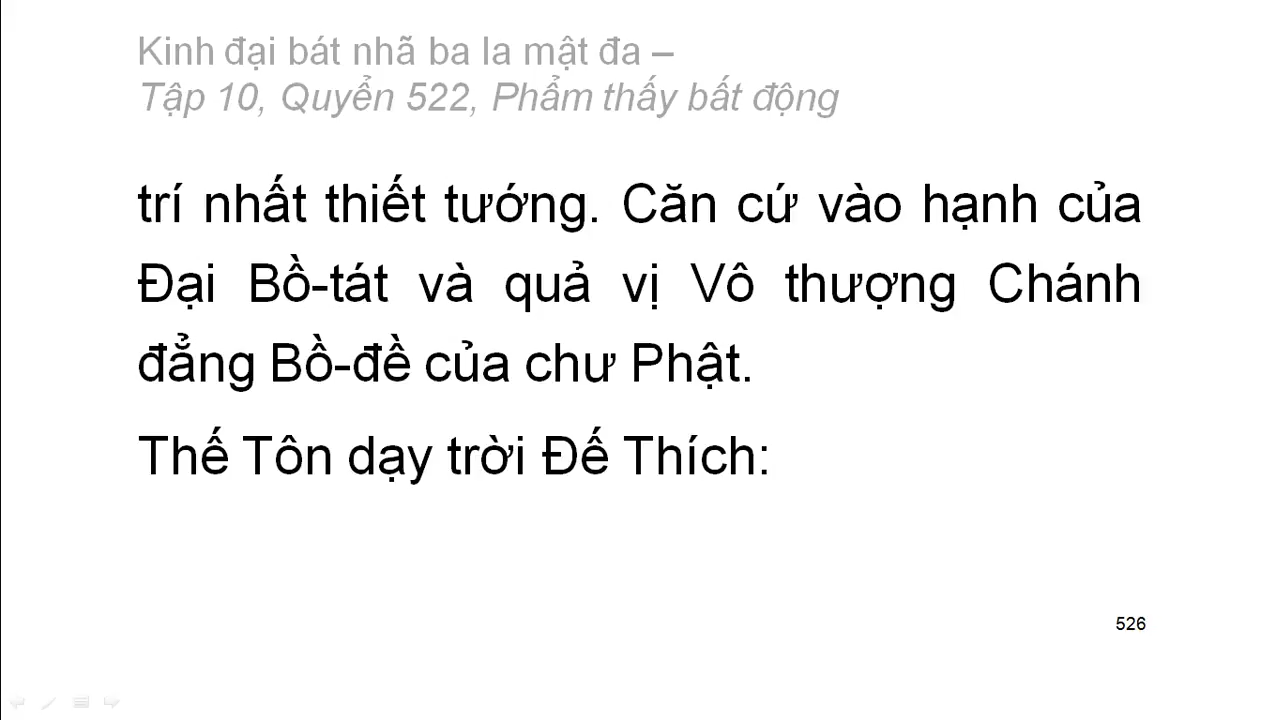 Kinh đại bát nhã ba la mật đa –
Tập 10, Quyển 522, Phẩm thấy bất động
trí nhất thiết tướng. Căn cứ vào hạnh của
Đại Bồ-tát và quả vị Vô thượng Chánh
đẳng Bồ-đề của chư Phật.
Thế Tôn dạy trời Đế Thích:
526